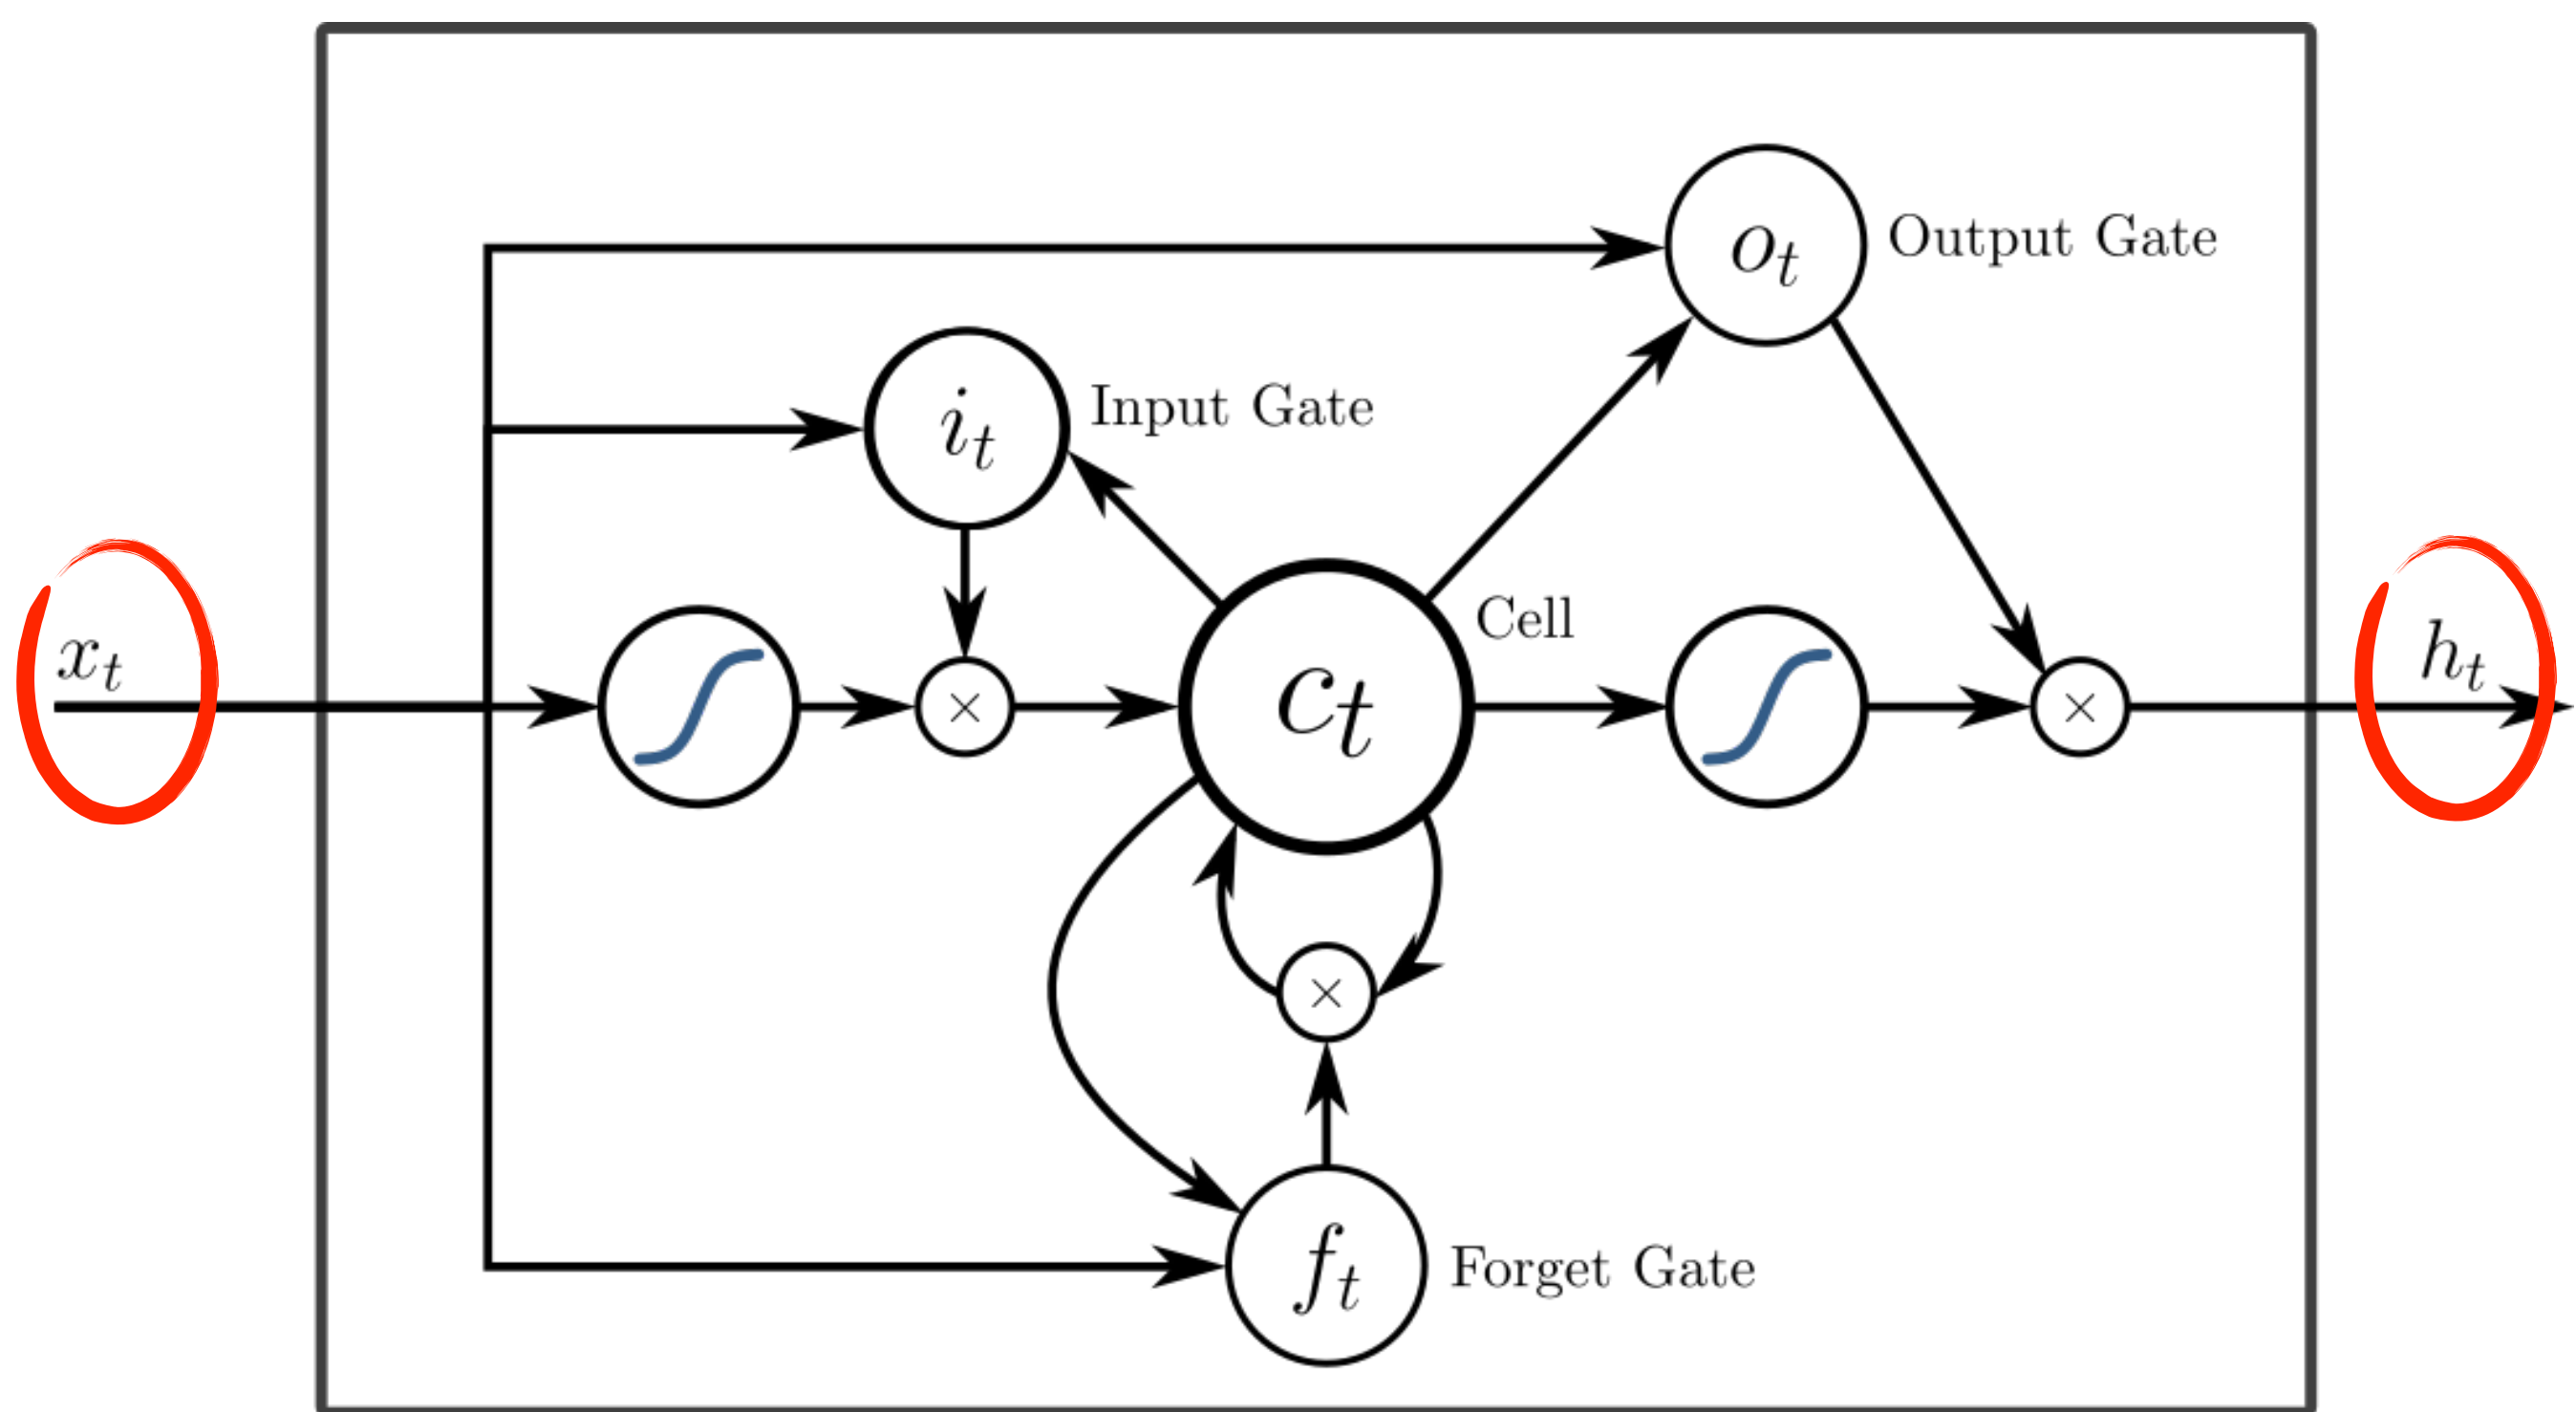 o_t Output Gate
i_t Input Gate
Cell
x_t
×
c_t
×
h_t
×
f_t Forget Gate